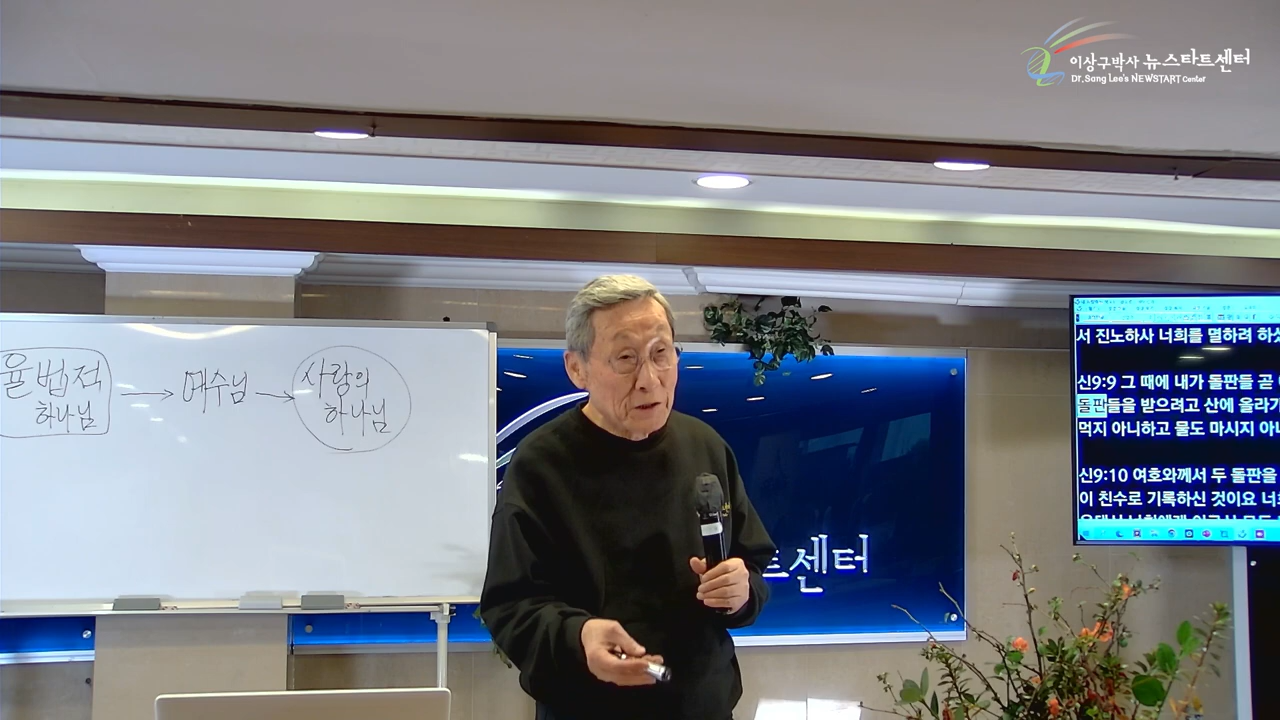 이상구박사 뉴스타트센터
Dr. Sang Lee's NEWSTART Center
율법적
하나님
예수님
사랑의
하나님
서 진노하사 너희를 멸하려 하셨
신9:9 그 때에 내가 돌판들 곧
돌판들을 받으려고 산에 올라가
먹지 아니하고 물도 마시지 아니
신9:10 여호와께서 두 돌판을
이 친수로 기록하신 것이요 너희
트센터